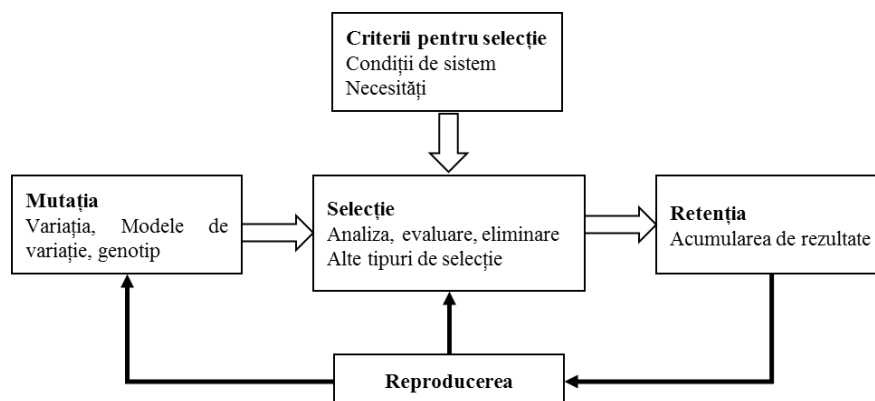 Criterii pentru selecție
Condiții de sistem
Necesități
Mutația
Variația, Modele de
variație, genotip
Selecție
Analiza, evaluare, eliminare
Alte tipuri de selecție
Retenția
Acumularea de rezultate
Reproducerea